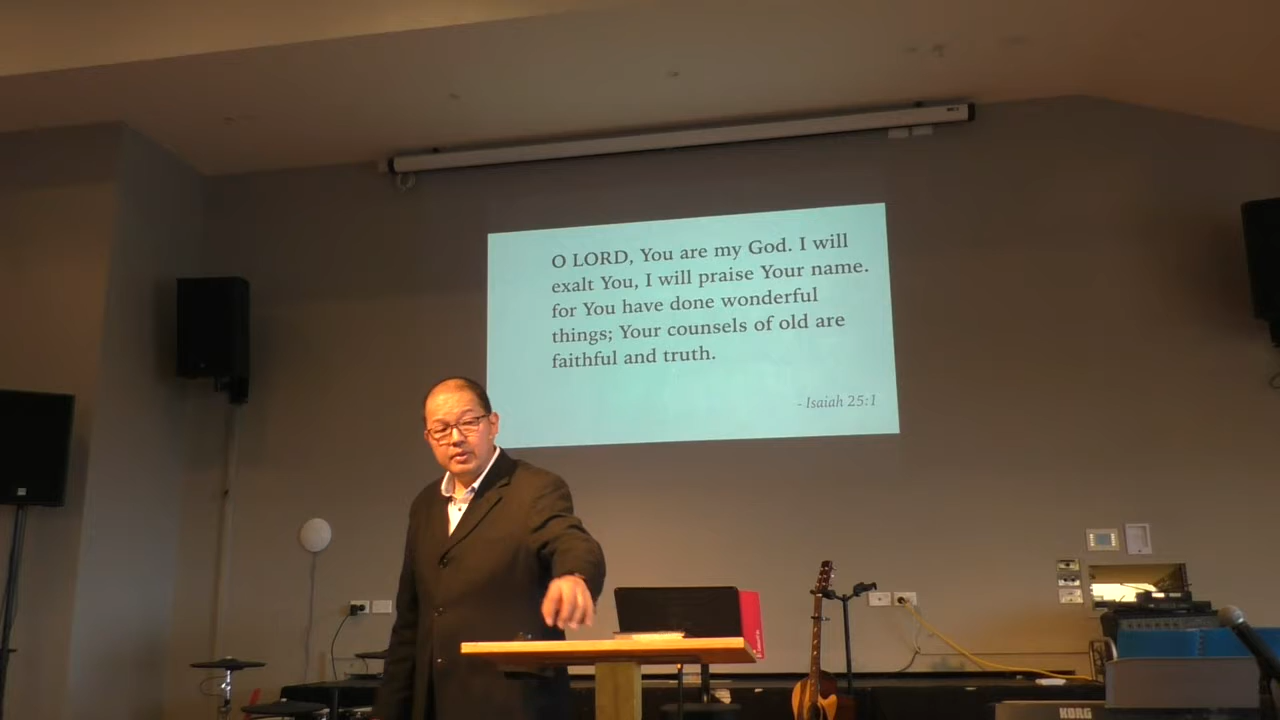 O LORD, You are my God. I will
exalt You, I will praise Your name.
for You have done wonderful
things; Your counsels of old are
faithful and truth.
- Isaiah 25:1
KORG